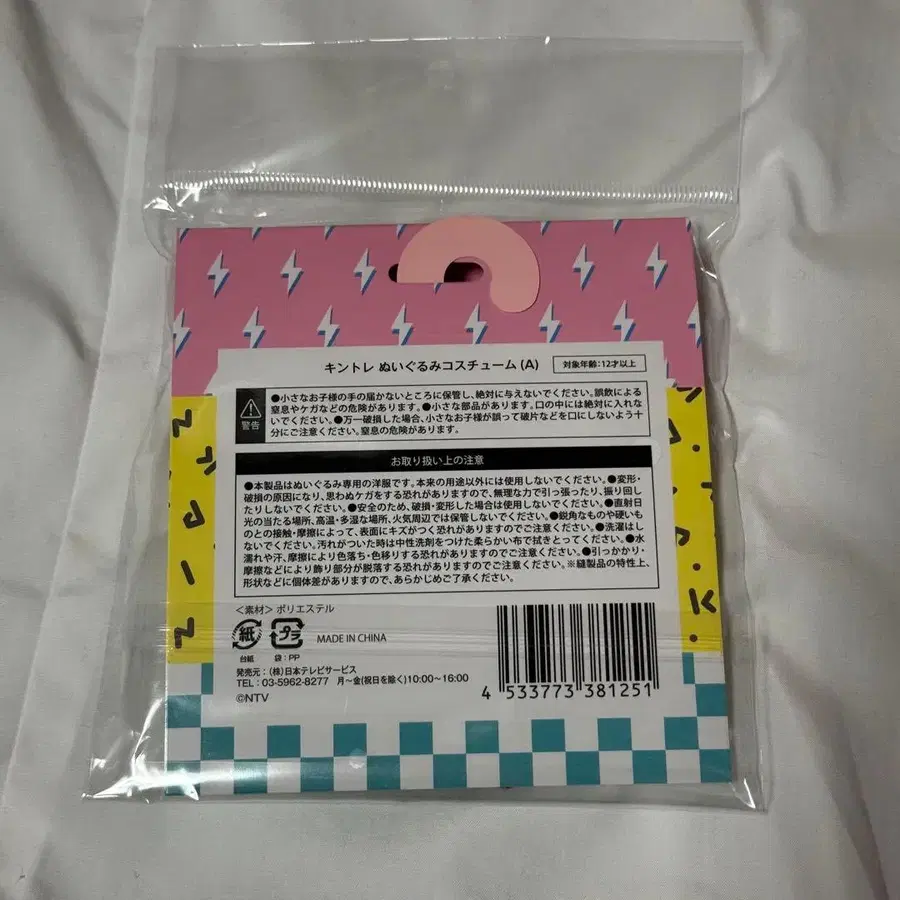 キントレ ぬいぐるみコスチューム(A)
対象年齢:12才以上
警告
●小さなお子様の手の届かないところに保管し、絶対に与えないでください。誤飲による
窒息やケガなどの危険があります。●小さな部品があります。口の中には絶対に入れな
いでください。●万一破損した場合、小さなお子様が誤って破片などを口にしないよう十
分にご注意ください。窒息の危険があります。
お取り扱い上の注意
●本製品はぬいぐるみ専用の洋服です。本来の用途以外には使用しないでください。●変形・
破損の原因になり、思わぬケガをする恐れがありますので、無理な力で引っ張ったり、振り回し
たりしないでください。●安全のため、破損・変形した場合は使用しないでください。●直射日
光の当たる場所、高温・多湿な場所、火気周辺では保管しないでください。●鋭角なものや硬いも
のとの接触・摩擦によって、表面にキズがつく恐れがありますのでご注意ください。●洗濯はし
ないでください。汚れがついた時は中性洗剤をつけた柔らかい布で拭きとってください。●水
濡れや汗、摩擦により色落ち・色移りする恐れがありますのでご注意ください。●引っかかり・
摩擦などにより飾り部分が脱落する恐れがありますのでご注意ください。※縫製品の特性上、
形状などに個体差がありますので、あらかじめご了承ください。
<素材> ポリエステル
紙
プラ
MADE IN CHINA
台紙
袋:PP
発売元:(株)日本テレビサービス
TEL:03-5962-8277 月~金(祝日を除く)10:00~16:00
©NTV
4 533773 381251